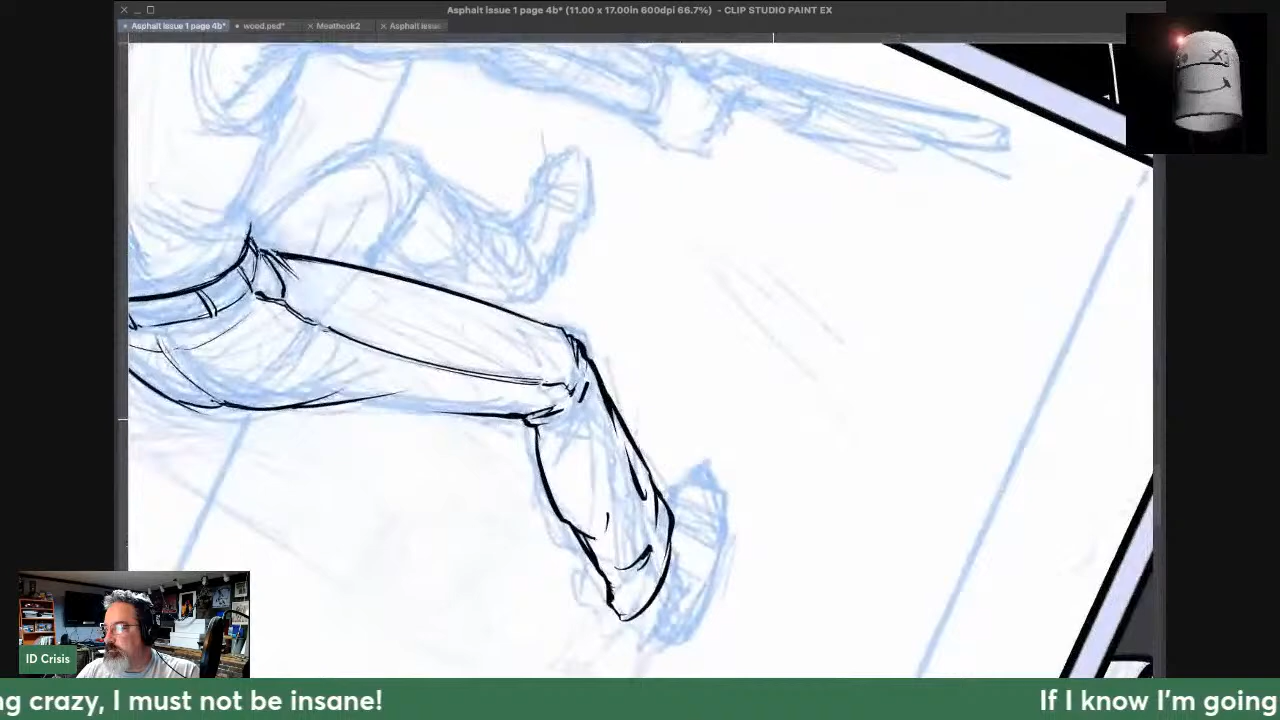 Asphalt issue 1 page 4b* (11.00 x 17.00in 600dpi 66.7%) - CLIP STUDIO PAINT EX
Asphalt issue 1 page 4b* wood.psd* Meathook2 Asphalt issue
ID Crisis
ng crazy, I must not be insane! If I know I'm going